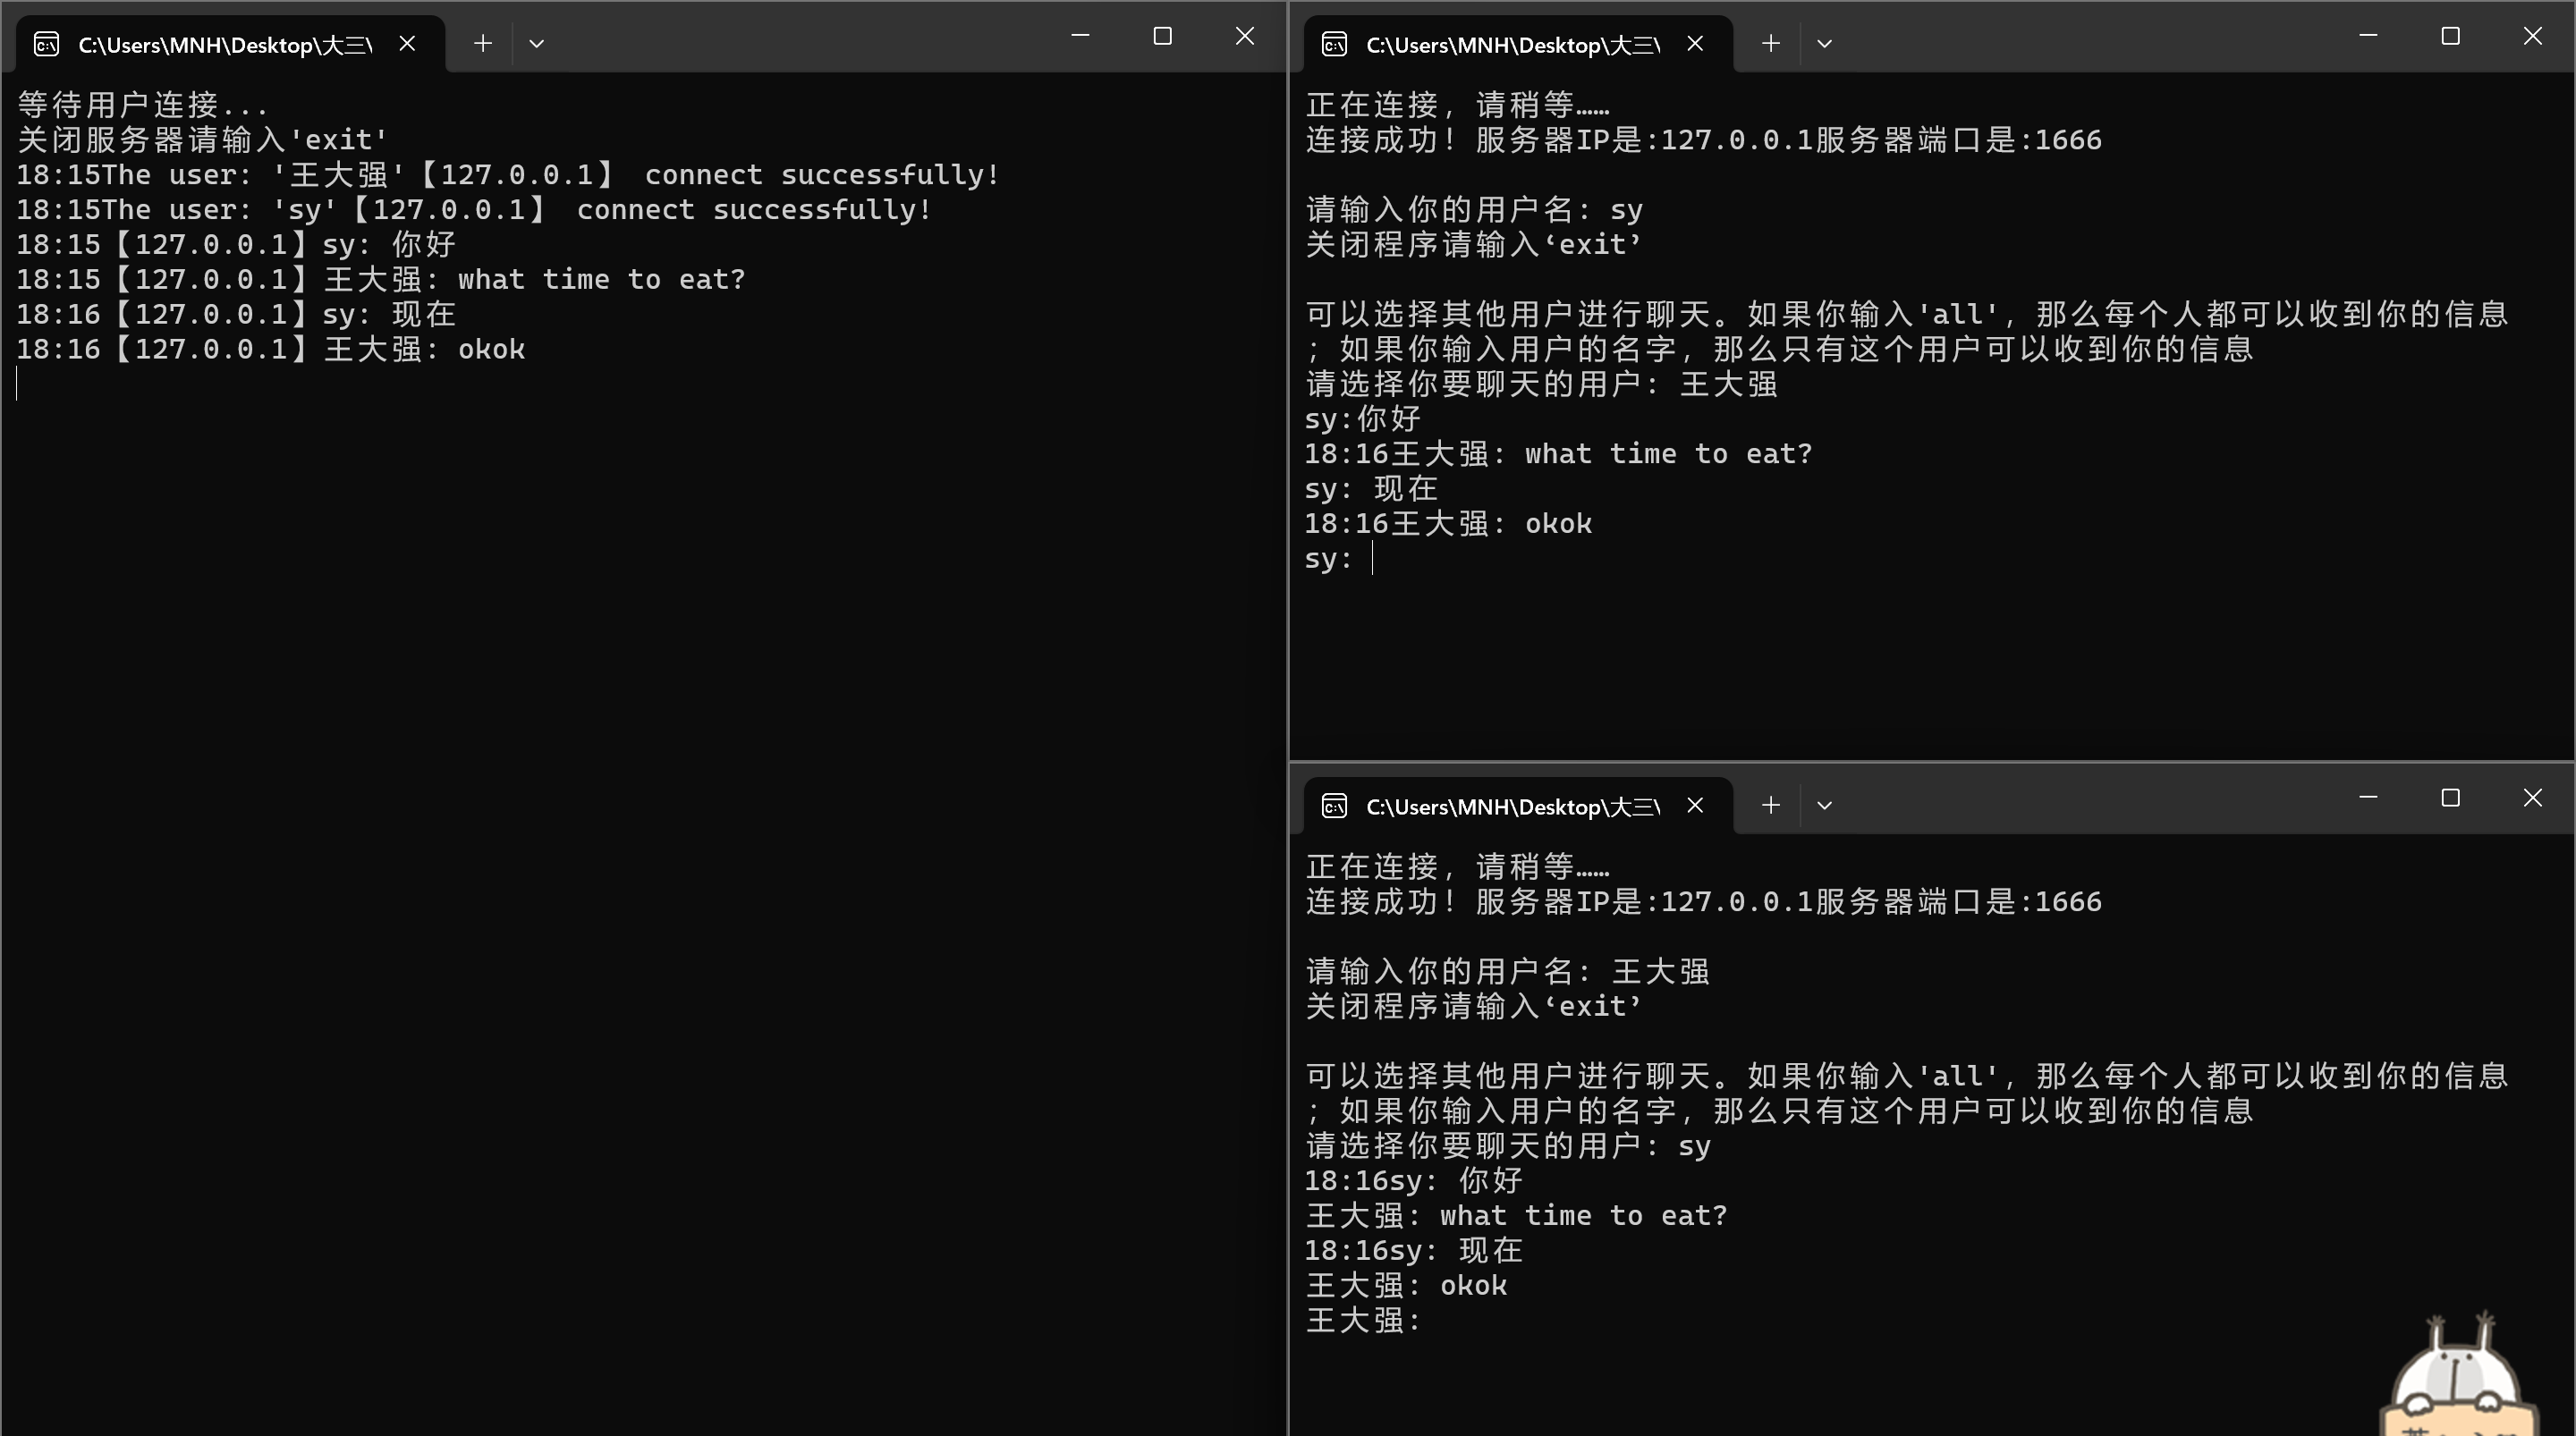 C:\Users\MNH\Desktop\大三\
等待用户连接...
关闭服务器请输入'exit'
18:15The user: '王大强'【127.0.0.1】 connect successfully!
18:15The user: 'sy'【127.0.0.1】 connect successfully!
18:15【127.0.0.1】sy: 你好
18:15【127.0.0.1】王大强: what time to eat?
18:16【127.0.0.1】sy: 现在
18:16【127.0.0.1】王大强: okok
C:\Users\MNH\Desktop\大三\
正在连接, 请稍等……
连接成功! 服务器IP是:127.0.0.1服务器端口是:1666
请输入你的用户名: sy
关闭程序请输入‘exit’
可以选择其他用户进行聊天。如果你输入'all', 那么每个人都可以收到你的信息
; 如果你输入用户的名字, 那么只有这个用户可以收到你的信息
请选择你要聊天的用户: 王大强
sy:你好
18:16王大强: what time to eat?
sy: 现在
18:16王大强: okok
sy:
C:\Users\MNH\Desktop\大三\
正在连接, 请稍等……
连接成功! 服务器IP是:127.0.0.1服务器端口是:1666
请输入你的用户名: 王大强
关闭程序请输入‘exit’
可以选择其他用户进行聊天。如果你输入'all', 那么每个人都可以收到你的信息
; 如果你输入用户的名字, 那么只有这个用户可以收到你的信息
请选择你要聊天的用户: sy
18:16sy: 你好
王大强: what time to eat?
18:16sy: 现在
王大强: okok
王大强: